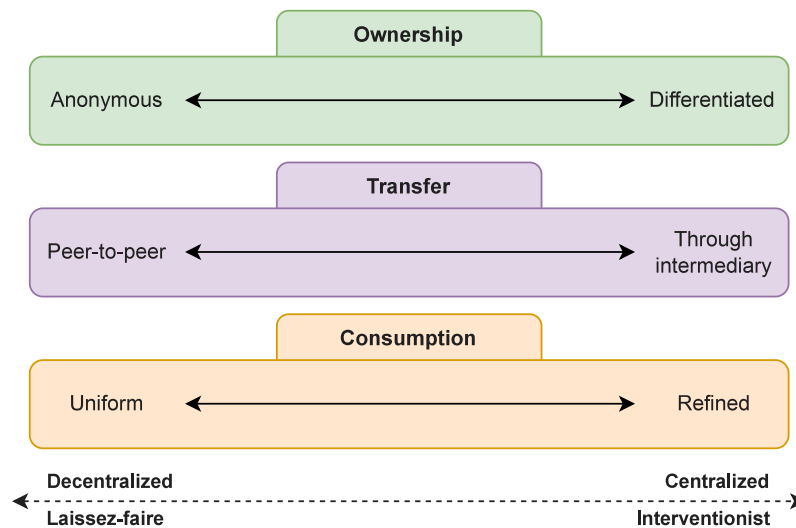 Ownership
Anonymous
Differentiated
Transfer
Peer-to-peer
Through
intermediary
Consumption
Uniform
Refined
Decentralized
Centralized
Laissez-faire
Interventionist